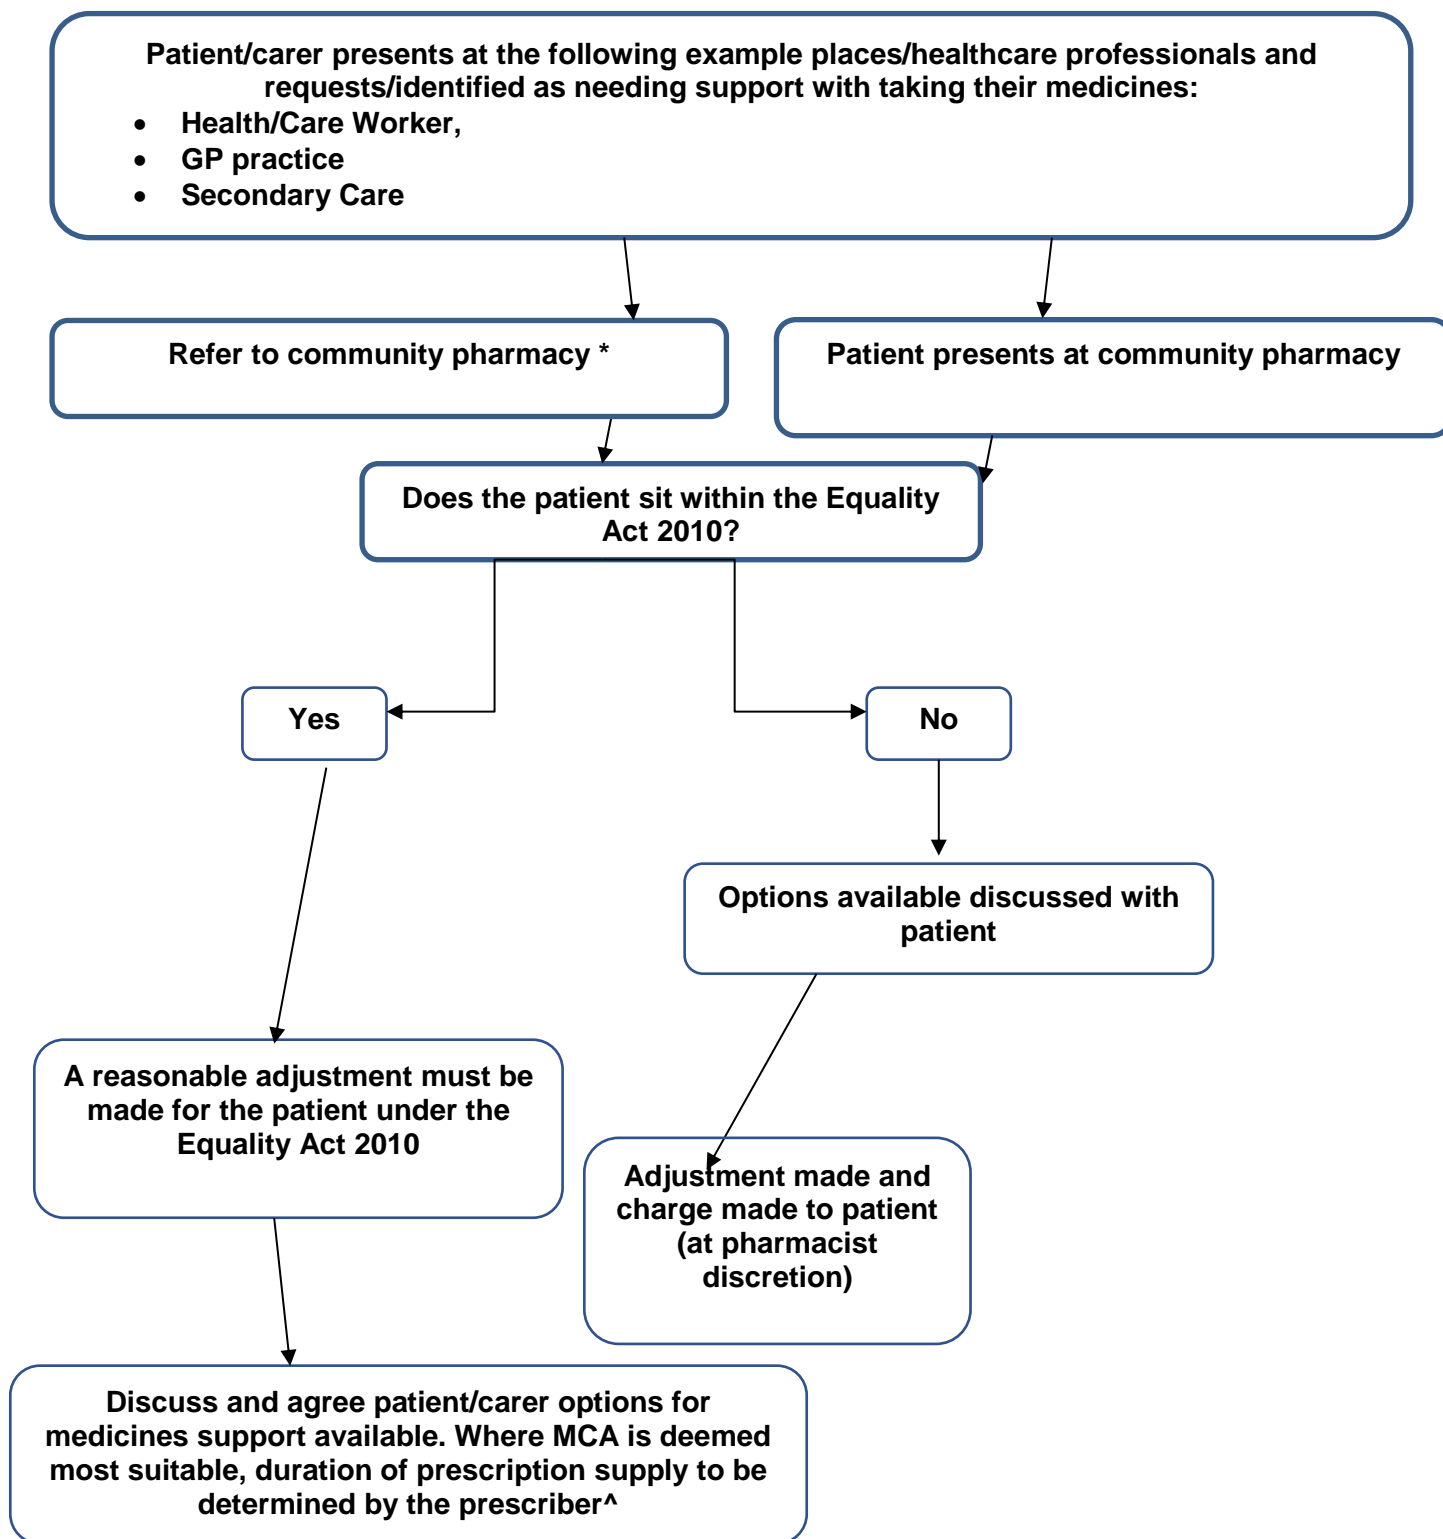 Patient/carer presents at the following example places/healthcare professionals and
requests/identified as needing support with taking their medicines:
• Health/Care Worker,
• GP practice
• Secondary Care
Refer to community pharmacy *
Patient presents at community pharmacy
Does the patient sit within the Equality
Act 2010?
Yes
No
Options available discussed with
patient
A reasonable adjustment must be
made for the patient under the
Equality Act 2010
Adjustment made and
charge made to patient
(at pharmacist
discretion)
Discuss and agree patient/carer options for
medicines support available. Where MCA is deemed
most suitable, duration of prescription supply to be
determined by the prescriber^